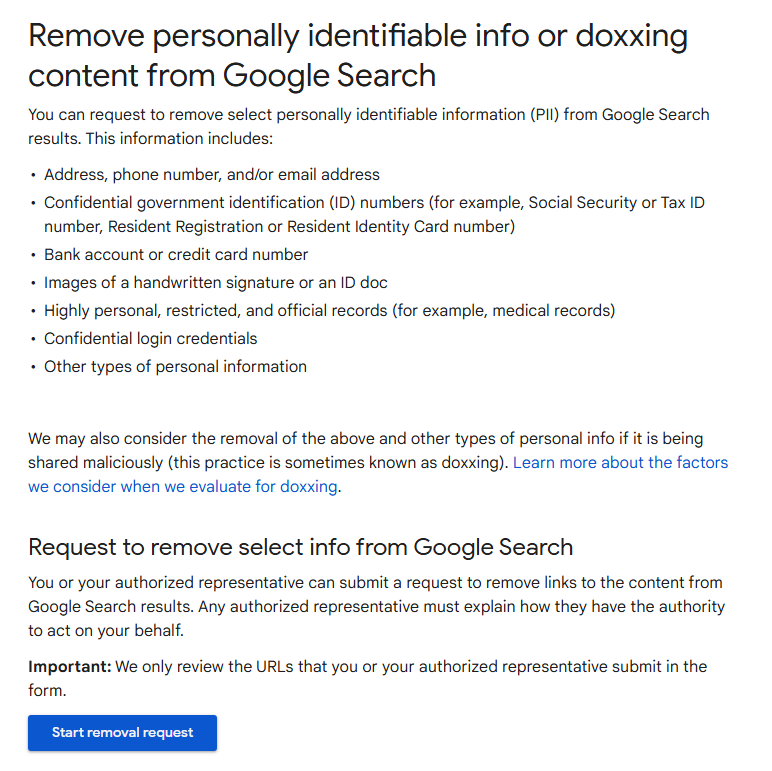 Remove personally identifiable info or doxxing
content from Google Search
You can request to remove select personally identifiable information (PII) from Google Search
results. This information includes:
• Address, phone number, and/or email address
• Confidential government identification (ID) numbers (for example, Social Security or Tax ID
number, Resident Registration or Resident Identity Card number)
• Bank account or credit card number
• Images of a handwritten signature or an ID doc
• Highly personal, restricted, and official records (for example, medical records)
• Confidential login credentials
• Other types of personal information
We may also consider the removal of the above and other types of personal info if it is being
shared maliciously (this practice is sometimes known as doxxing). Learn more about the factors
we consider when we evaluate for doxxing.
Request to remove select info from Google Search
You or your authorized representative can submit a request to remove links to the content from
Google Search results. Any authorized representative must explain how they have the authority
to act on your behalf.
Important: We only review the URLs that you or your authorized representative submit in the
form.
Start removal request